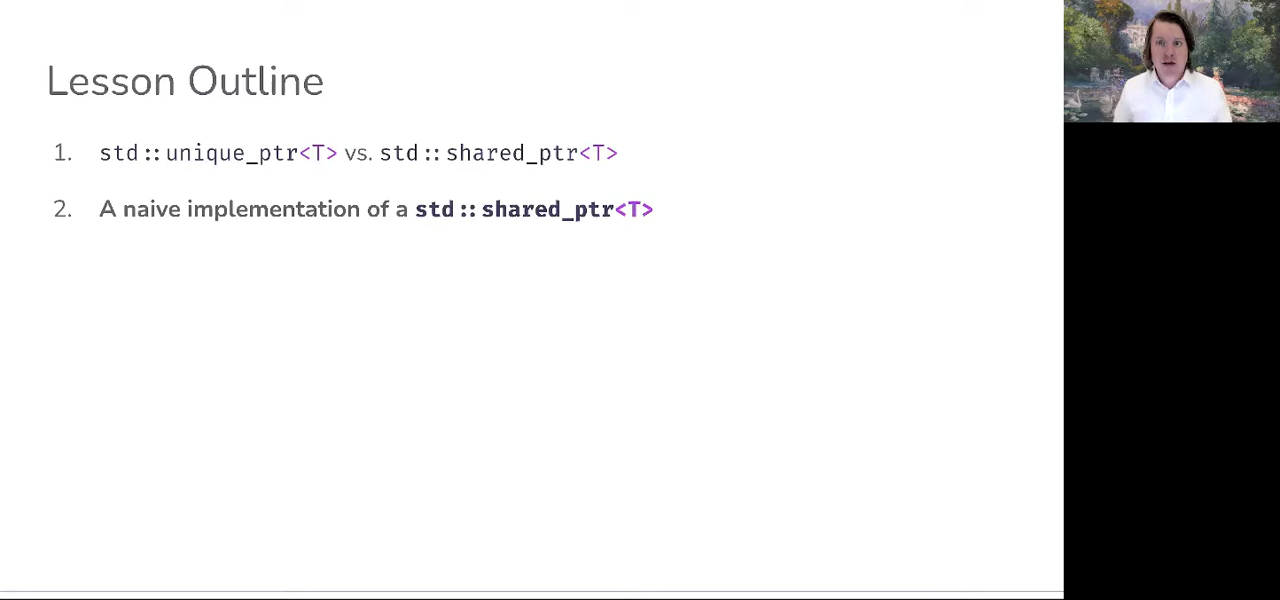 Lesson Outline
1. std::unique_ptr<T> vs. std::shared_ptr<T>
2. A naive implementation of a std::shared_ptr<T>